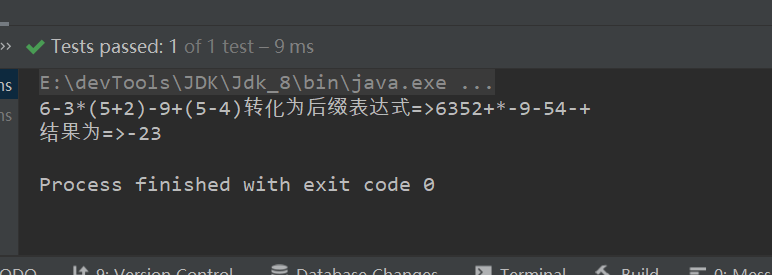 >> Tests passed: 1 of 1 test – 9 ms
ms E:\devTools\JDK\Jdk_8\bin\java.exe ...
ms 6-3*(5+2)-9+(5-4)转化为后缀表达式=>6352+*-9-54-+
结果为=>-23
Process finished with exit code 0
ODO 9: Version Control Database Changes Terminal Build 0: Mess